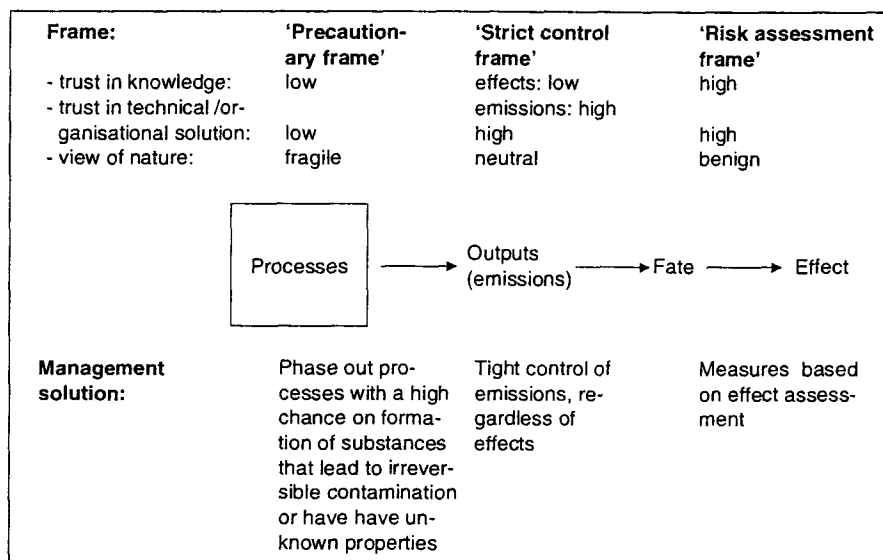 Frame: 'Precaution- 'Strict control 'Risk assessment
ary frame' frame' frame'
- trust in knowledge: low effects: low high
- trust in technical /or- emissions: high
ganisational solution: low high high
- view of nature: fragile neutral benign
Processes Outputs (emissions) Fate Effect
Management Phase out pro- Tight control of Measures based
solution: cesses with a high emissions, re- on effect assess-
chance on forma- gardless of ment
tion of substances effects
that lead to irrever-
sible contamination
or have have un-
known properties